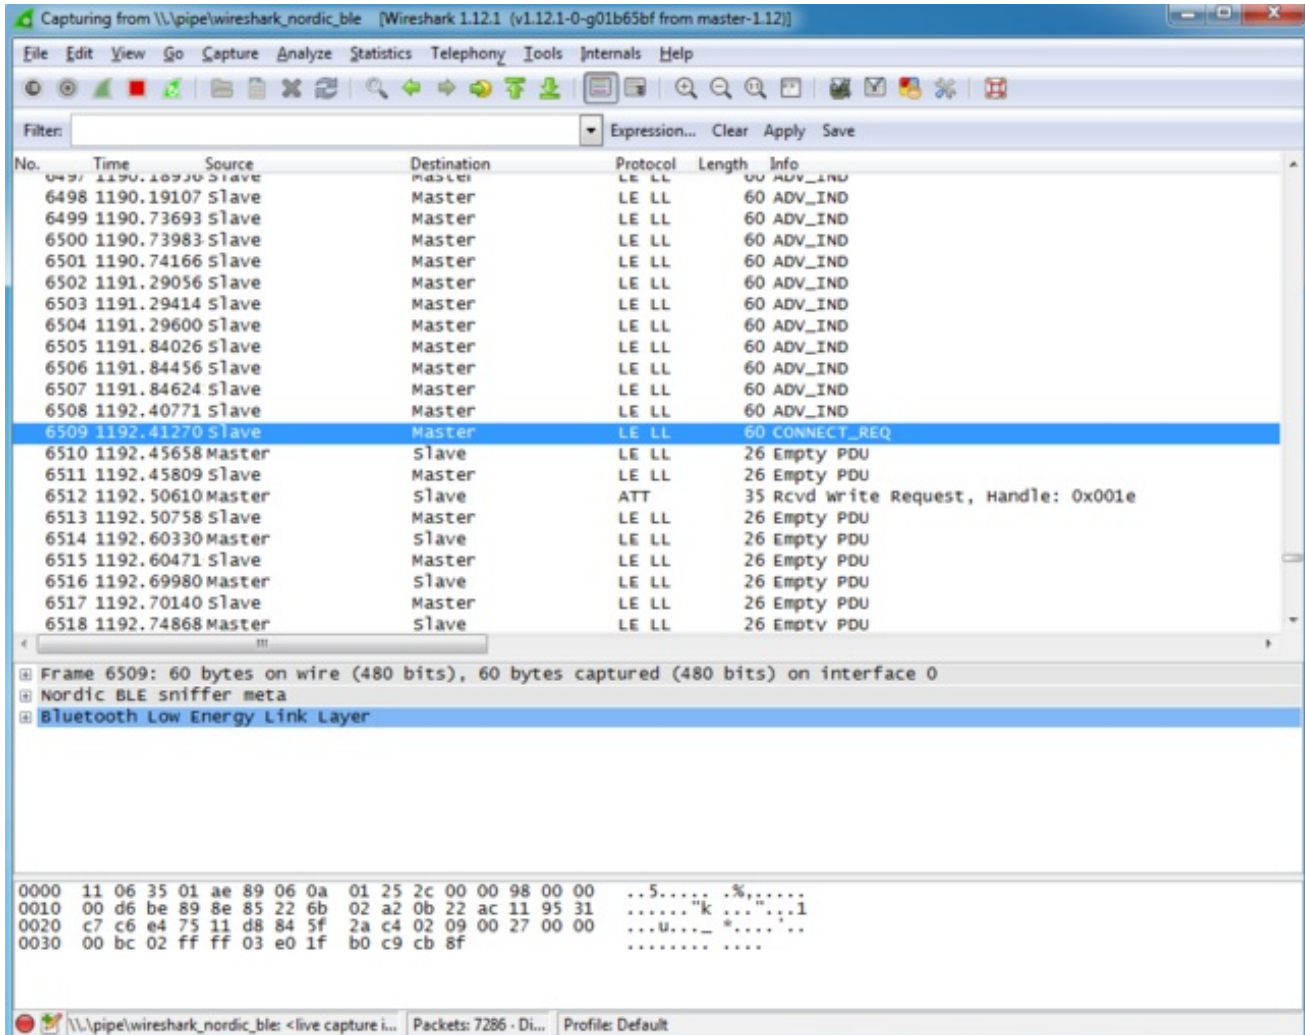 Capturing from \\.\pipe\wireshark_nordic_ble [Wireshark 1.12.1 (v1.12.1-0-g01b65bf from master-1.12)]
File Edit View Go Capture Analyze Statistics Telephony Tools Internals Help
Filter: Expression... Clear Apply Save
No. Time Source Destination Protocol Length Info
6497 1190.18936 Slave Master LE LL 60 ADV_IND
6498 1190.19107 Slave Master LE LL 60 ADV_IND
6499 1190.73693 Slave Master LE LL 60 ADV_IND
6500 1190.73983 Slave Master LE LL 60 ADV_IND
6501 1190.74166 Slave Master LE LL 60 ADV_IND
6502 1191.29056 Slave Master LE LL 60 ADV_IND
6503 1191.29414 Slave Master LE LL 60 ADV_IND
6504 1191.29600 Slave Master LE LL 60 ADV_IND
6505 1191.84026 Slave Master LE LL 60 ADV_IND
6506 1191.84456 Slave Master LE LL 60 ADV_IND
6507 1191.84624 Slave Master LE LL 60 ADV_IND
6508 1192.40771 Slave Master LE LL 60 ADV_IND
6509 1192.41270 Slave Master LE LL 60 CONNECT_REQ
6510 1192.45658 Master Slave LE LL 26 Empty PDU
6511 1192.45809 Slave Master LE LL 26 Empty PDU
6512 1192.50610 Master Slave ATT 35 Rcvd Write Request, Handle: 0x001e
6513 1192.50758 Slave Master LE LL 26 Empty PDU
6514 1192.60330 Master Slave LE LL 26 Empty PDU
6515 1192.60471 Slave Master LE LL 26 Empty PDU
6516 1192.69980 Master Slave LE LL 26 Empty PDU
6517 1192.70140 Slave Master LE LL 26 Empty PDU
6518 1192.74868 Master Slave LE LL 26 Empty PDU
Frame 6509: 60 bytes on wire (480 bits), 60 bytes captured (480 bits) on interface 0
Nordic BLE sniffer meta
Bluetooth Low Energy Link Layer
0000 11 06 35 01 ae 89 06 0a 01 25 2c 00 00 98 00 00 ..5..... .%,.....
0010 00 d6 be 89 8e 85 22 6b 02 a2 0b 22 ac 11 95 31 ......"k ..."...1
0020 c7 c6 e4 75 11 d8 84 5f 2a c4 02 09 00 27 00 00 ...u..._ *....'..
0030 00 bc 02 ff ff 03 e0 1f b0 c9 cb 8f ........ ....
\\.\pipe\wireshark_nordic_ble: <live capture i... Packets: 7286 · Di... Profile: Default